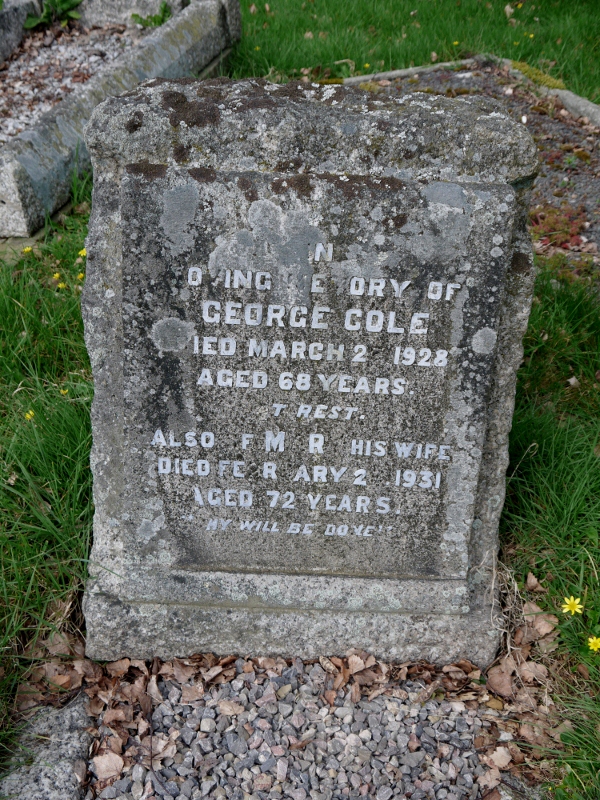 N
O ING E ORY OF
GEORGE COLE
IED MARCH 2 1928
AGED 68 YEARS.
T REST.
ALSO F M R HIS WIFE
DIED FE R ARY 2 1931
AGED 72 YEARS.
HY WILL BE DONE"